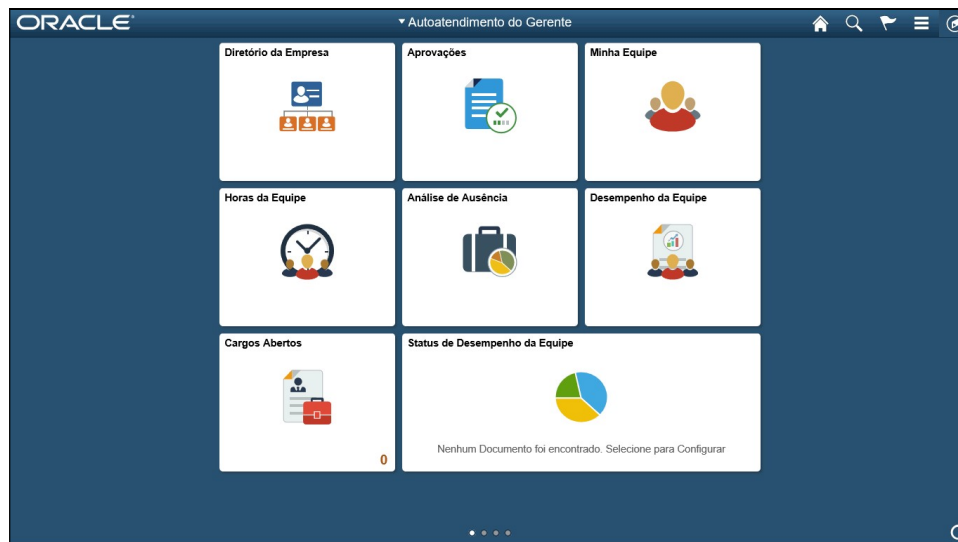 ORACLE
Autoatendimento do Gerente
Diretório da Empresa
Aprovações
Minha Equipe
Horas da Equipe
Análise de Ausência
Desempenho da Equipe
Cargos Abertos
0
Status de Desempenho da Equipe
Nenhum Documento foi encontrado. Selecione para Configurar